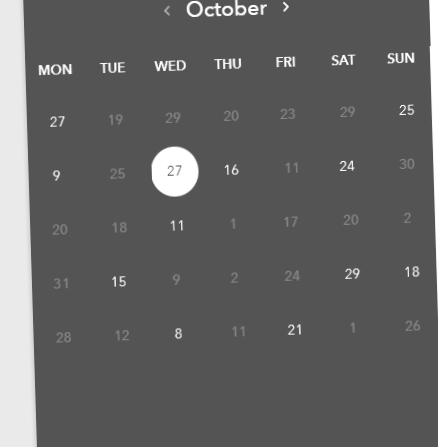 ‹ October ›
MON TUE WED THU FRI SAT SUN
27 19 29 20 23 29 25
9 25 27 16 11 24 30
20 18 11 1 17 20 2
31 15 9 2 24 29 18
28 12 8 11 21 1 26